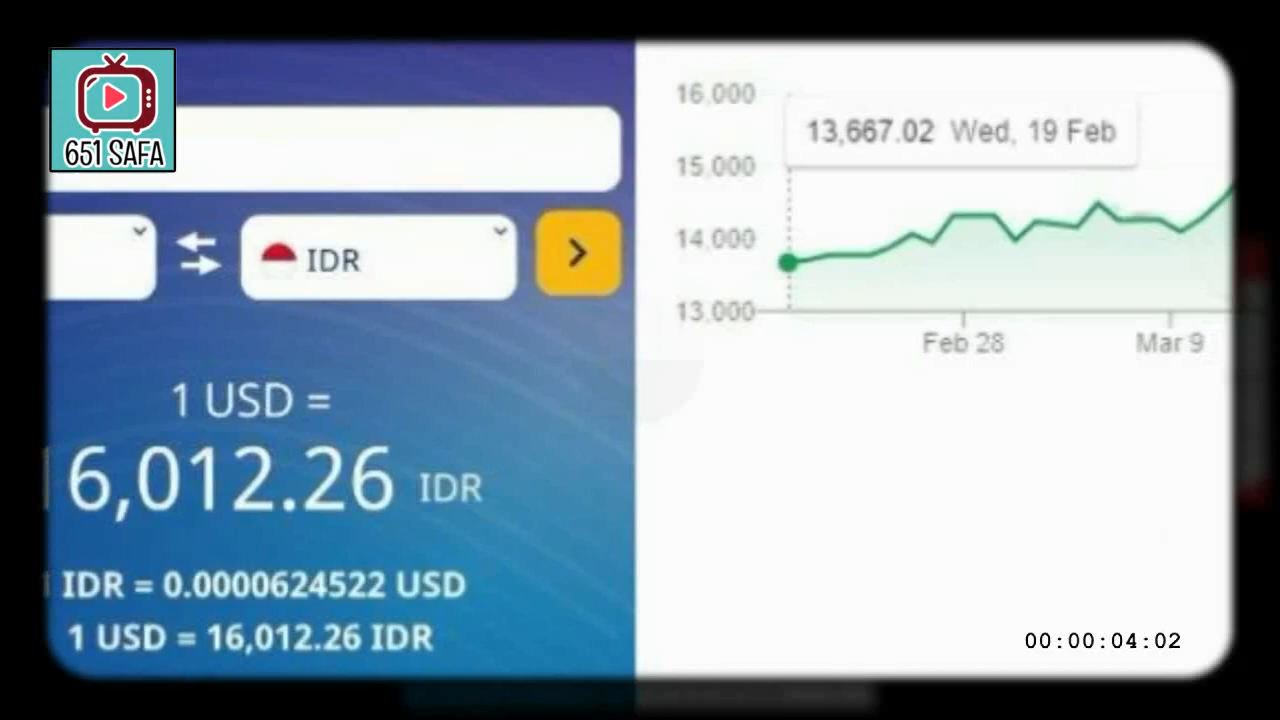 651 SAFA
IDR
1 USD =
6,012.26 IDR
IDR = 0.0000624522 USD
1 USD = 16,012.26 IDR
16,000
13,667.02 Wed, 19 Feb
15,000
14,000
13,000
Feb 28
Mar 9
00:00:04:02